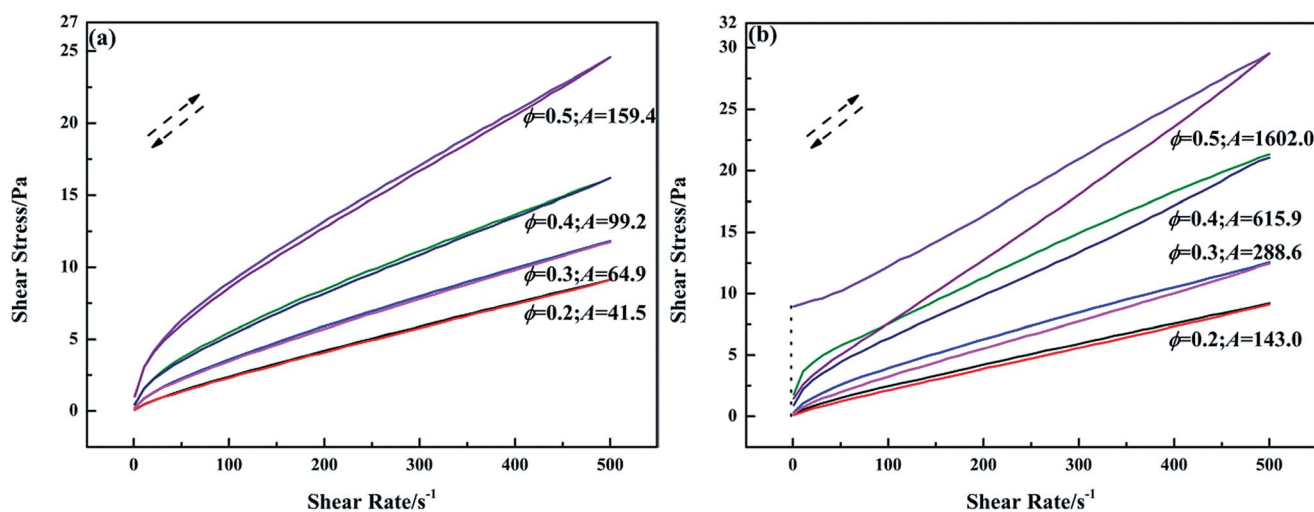 (a)
27
25
20
15
10
5
0
0 100 200 300 400 500
Shear Stress/Pa
Shear Rate/s⁻¹
ϕ=0.5;A=159.4
ϕ=0.4;A=99.2
ϕ=0.3;A=64.9
ϕ=0.2;A=41.5
(b)
32
30
25
20
15
10
5
0
0 100 200 300 400 500
Shear Stress/Pa
Shear Rate/s⁻¹
ϕ=0.5;A=1602.0
ϕ=0.4;A=615.9
ϕ=0.3;A=288.6
ϕ=0.2;A=143.0